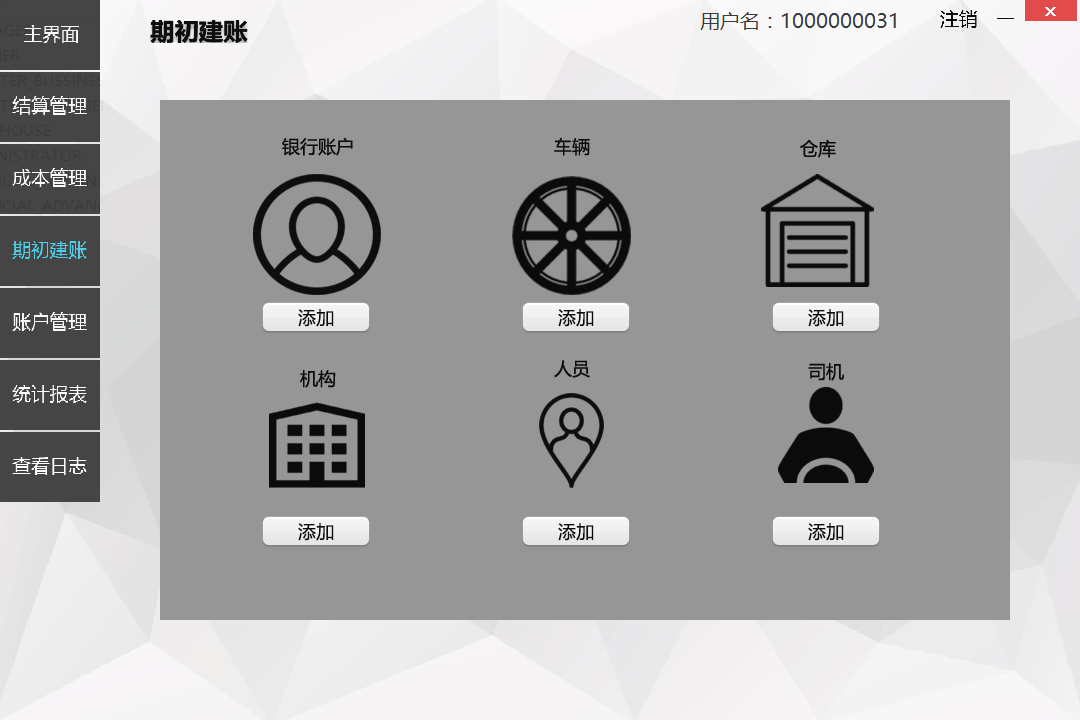 主界面
结算管理
成本管理
期初建账
账户管理
统计报表
查看日志
期初建账
用户名：1000000031
注销
银行账户
车辆
仓库
添加
添加
添加
机构
人员
司机
添加
添加
添加